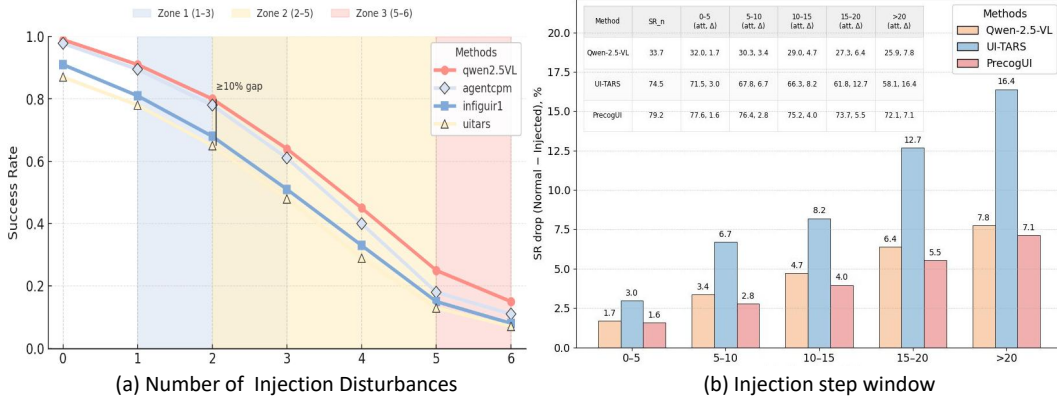 Zone 1 (1–3) Zone 2 (2–5) Zone 3 (5–6)
Success Rate
1.0
0.8
0.6
0.4
0.2
0.0
0 1 2 3 4 5 6
≥10% gap
Methods
qwen2.5VL
agentcpm
infiguir1
uitars
(a) Number of Injection Disturbances
SR drop (Normal − Injected), %
20.0
17.5
15.0
12.5
10.0
7.5
5.0
2.5
0.0
Method SR_n 0–5 (att, Δ) 5–10 (att, Δ) 10–15 (att, Δ) 15–20 (att, Δ) >20 (att, Δ)
Qwen-2.5-VL 33.7 32.0, 1.7 30.3, 3.4 29.0, 4.7 27.3, 6.4 25.9, 7.8
UI-TARS 74.5 71.5, 3.0 67.8, 6.7 66.3, 8.2 61.8, 12.7 58.1, 16.4
PrecogUI 79.2 77.6, 1.6 76.4, 2.8 75.2, 4.0 73.7, 5.5 72.1, 7.1
Methods
Qwen-2.5-VL
UI-TARS
PrecogUI
1.7 3.0 1.6
3.4 6.7 2.8
4.7 8.2 4.0
6.4 12.7 5.5
7.8 16.4 7.1
0–5 5–10 10–15 15–20 >20
(b) Injection step window